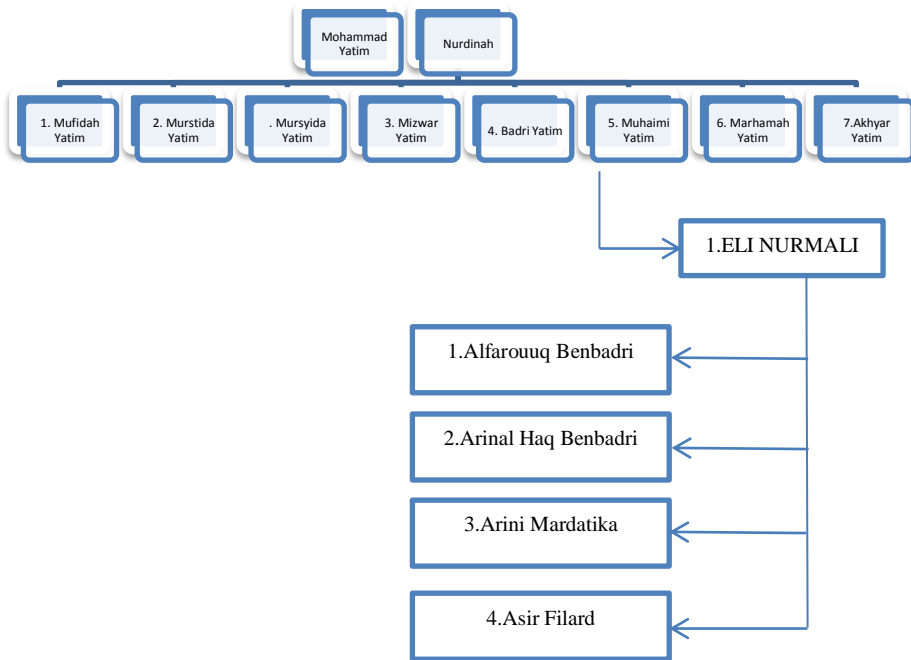 Mohammad
Yatim
Nurdinah
1. Mufidah
Yatim
2. Murstida
Yatim
. Mursyida
Yatim
3. Mizwar
Yatim
4. Badri Yatim
5. Muhaimi
Yatim
6. Marhamah
Yatim
7.Akhyar
Yatim
1.ELI NURMALI
1.Alfarouuq Benbadri
2.Arinal Haq Benbadri
3.Arini Mardatika
4.Asir Filard